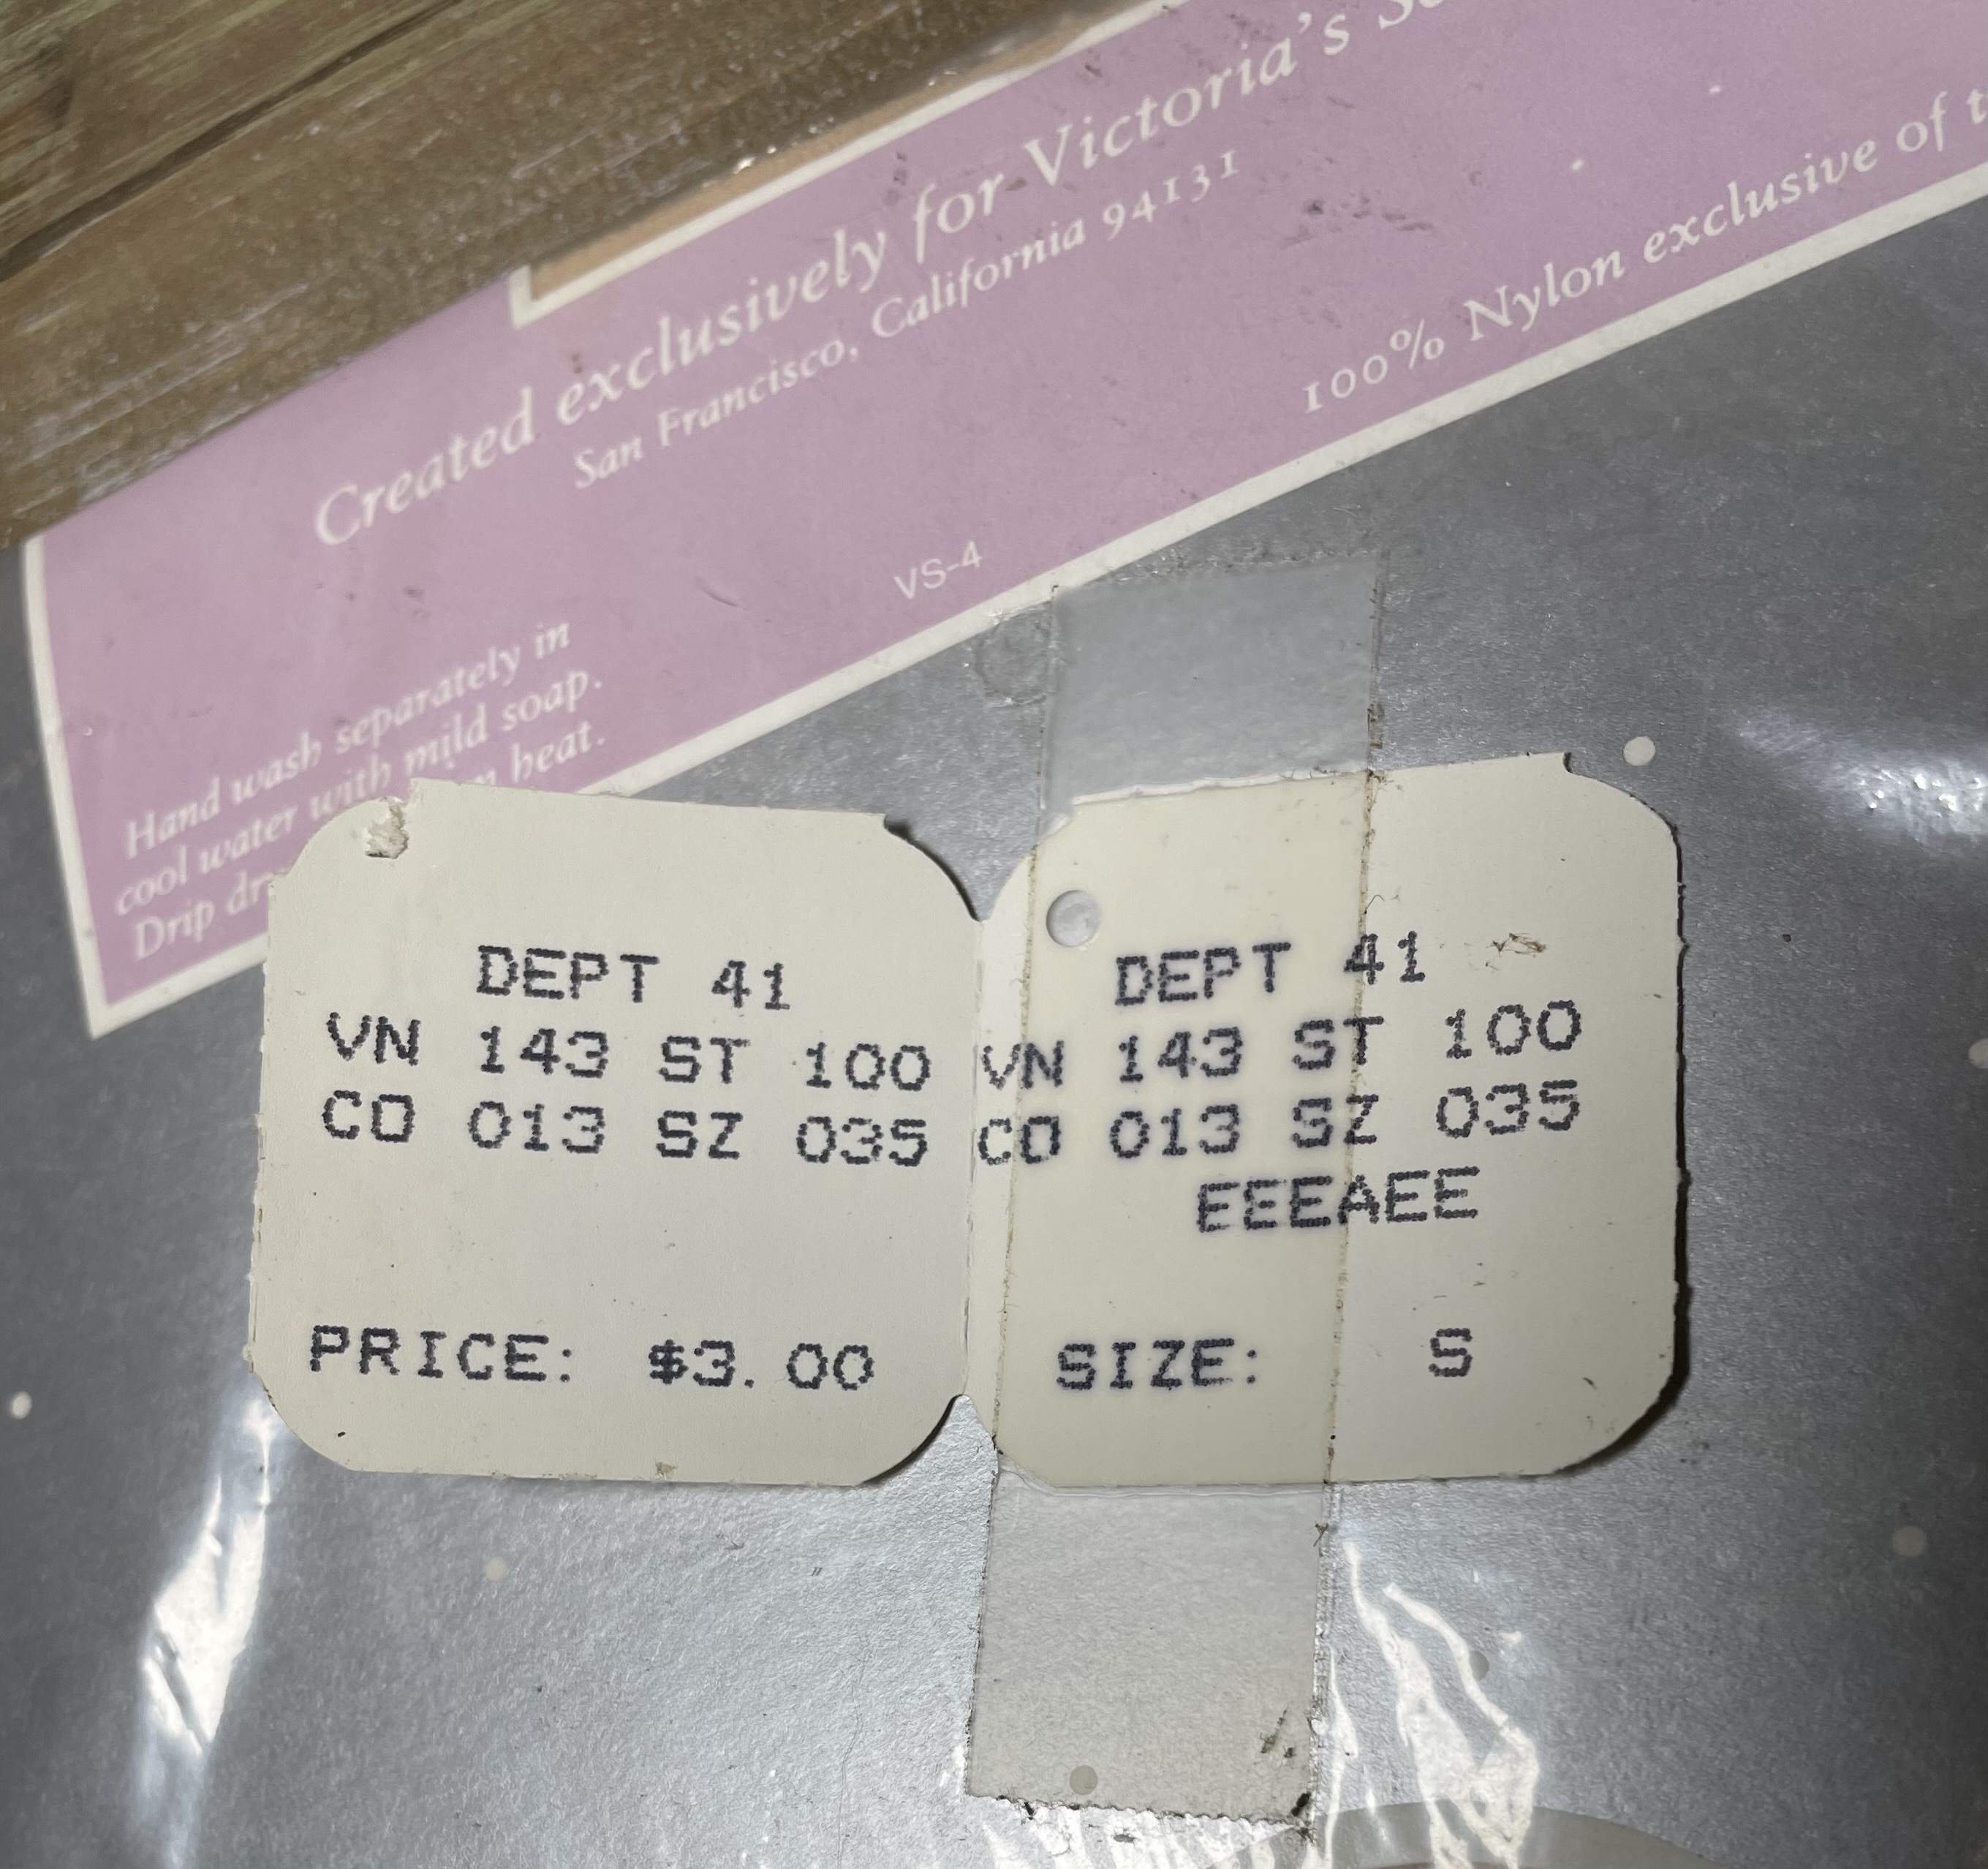 Created exclusively for Victoria's
San Francisco, California 94131
100% Nylon exclusive of
VS-4
Hand wash separately in
cool water with mild soap.
Drip heat.
DEPT 41
VN 143 ST 100
CO 013 SZ 035
PRICE: $3.00
DEPT 41
VN 143 ST 100
CO 013 SZ 035
EEEAEE
SIZE: S